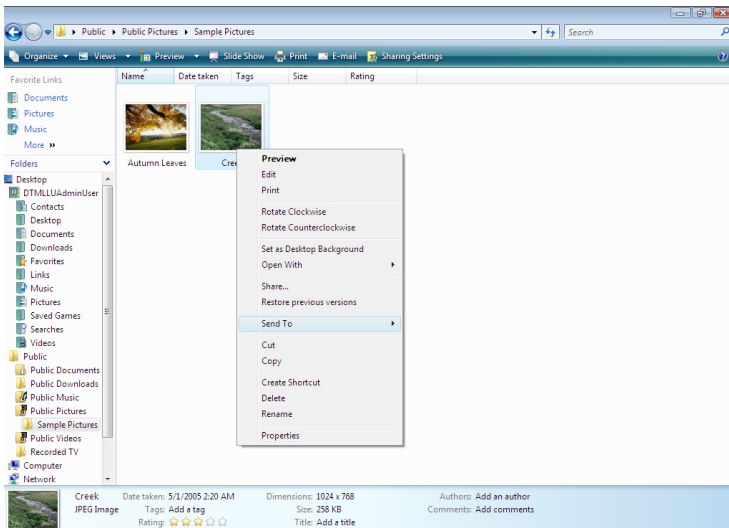 Public Public Pictures Sample Pictures
Search
Organize Views Preview Slide Show Print E-mail Sharing Settings
Favorite Links
Documents
Pictures
Music
More »
Folders
Desktop
DTMLLUAdminUser
Contacts
Desktop
Documents
Downloads
Favorites
Links
Music
Pictures
Saved Games
Searches
Videos
Public
Public Documents
Public Downloads
Public Music
Public Pictures
Sample Pictures
Public Videos
Recorded TV
Computer
Network
Name Date taken Tags Size Rating
Autumn Leaves
Preview
Edit
Print
Rotate Clockwise
Rotate Counterclockwise
Set as Desktop Background
Open With
Share...
Restore previous versions
Send To
Cut
Copy
Create Shortcut
Delete
Rename
Properties
Creek Date taken: 5/1/2005 2:20 AM Dimensions: 1024 x 768 Authors: Add an author
JPEG Image Tags: Add a tag Size: 258 KB Comments: Add comments
Rating: Title: Add a title